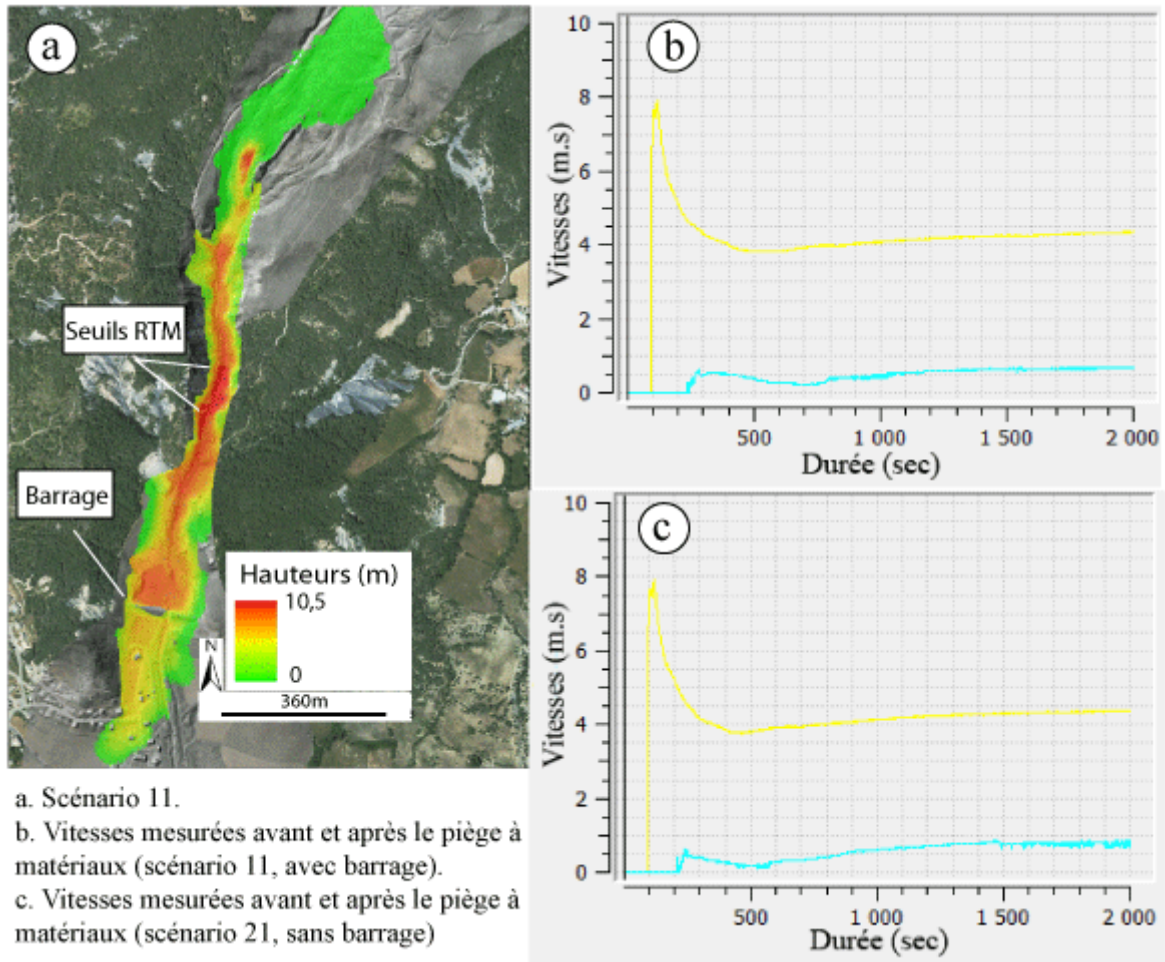 a
Seuils RTM
Barrage
Hauteurs (m)
10,5
0
N
360m
a. Scénario 11.
b. Vitesses mesurées avant et après le piège à
matériaux (scénario 11, avec barrage).
c. Vitesses mesurées avant et après le piège à
matériaux (scénario 21, sans barrage)
b
Vitesses (m.s)
10
8
6
4
2
0
500
1 000
1 500
2 000
Durée (sec)
c
Vitesses (m.s)
10
8
6
4
2
0
500
1 000
1 500
2 000
Durée (sec)